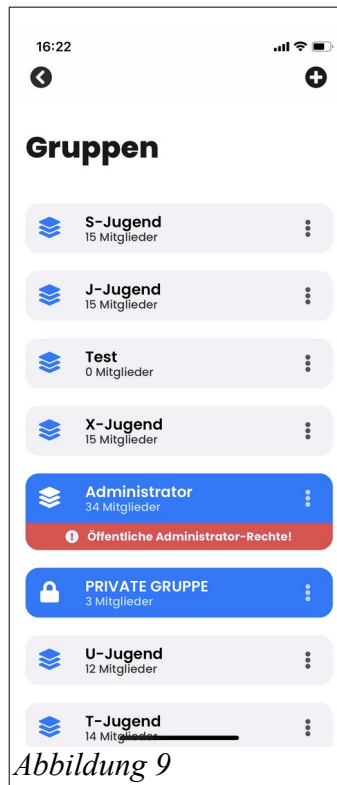 16:22
Gruppen
S-Jugend
15 Mitglieder
J-Jugend
15 Mitglieder
Test
0 Mitglieder
X-Jugend
15 Mitglieder
Administrator
34 Mitglieder
Öffentliche Administrator-Rechte!
PRIVATE GRUPPE
3 Mitglieder
U-Jugend
12 Mitglieder
T-Jugend
14 Mitglieder
Abbildung 9